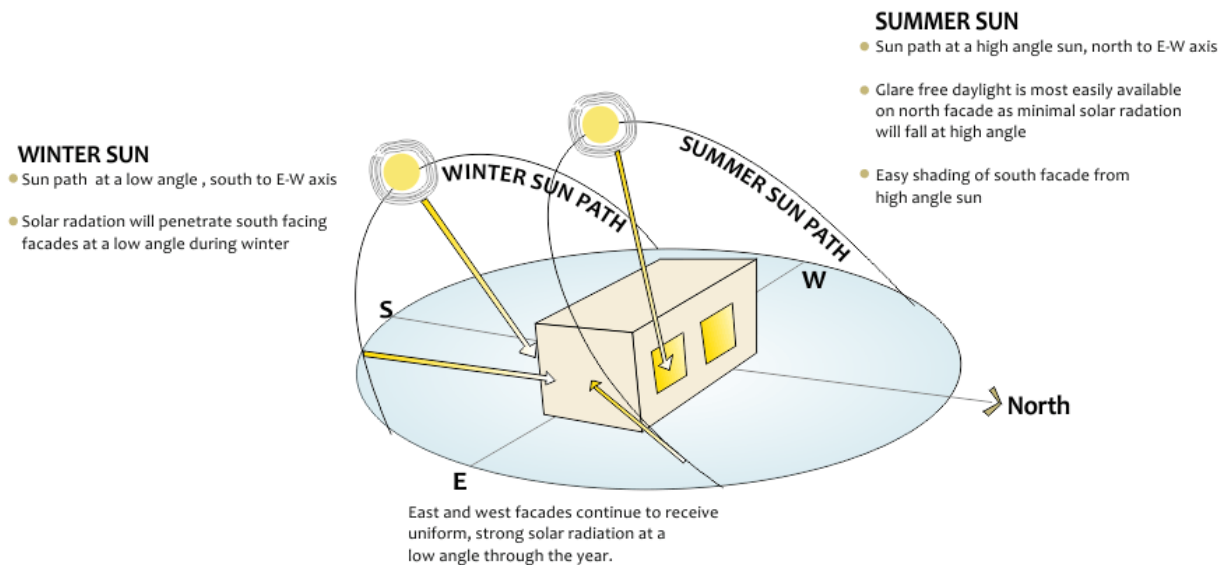 SUMMER SUN
Sun path at a high angle sun, north to E-W axis
Glare free daylight is most easily available
on north facade as minimal solar radation
will fall at high angle
Easy shading of south facade from
high angle sun
WINTER SUN
Sun path at a low angle , south to E-W axis
Solar radation will penetrate south facing
facades at a low angle during winter
WINTER SUN PATH
SUMMER SUN PATH
S
W
North
E
East and west facades continue to receive
uniform, strong solar radiation at a
low angle through the year.